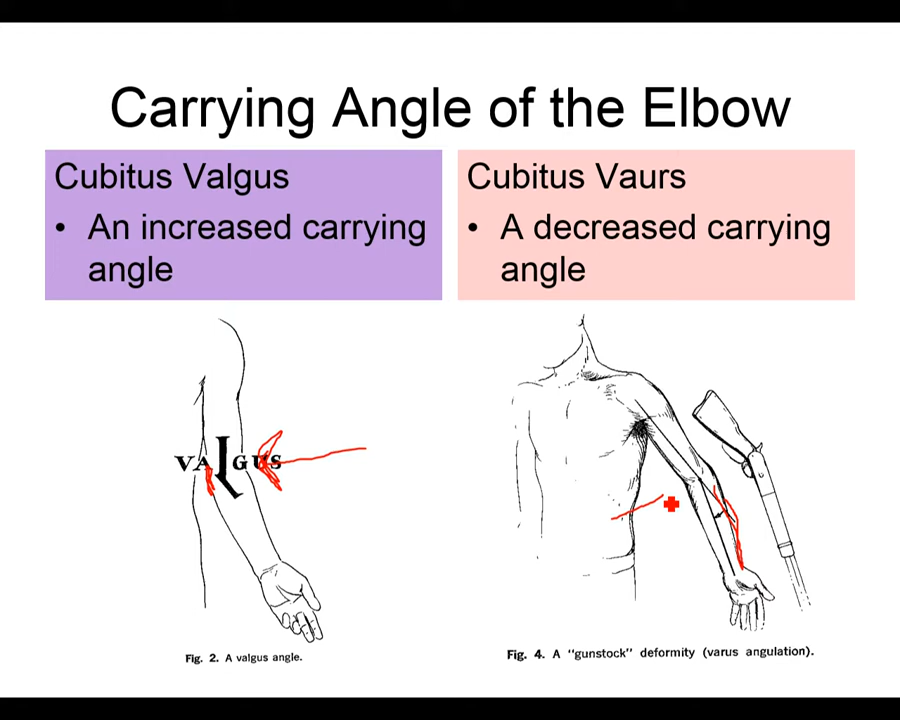 Carrying Angle of the Elbow
Cubitus Valgus
• An increased carrying
angle
Cubitus Vaurs
• A decreased carrying
angle
VALGUS
Fig. 2. A valgus angle.
Fig. 4. A "gunstock" deformity (varus angulation).